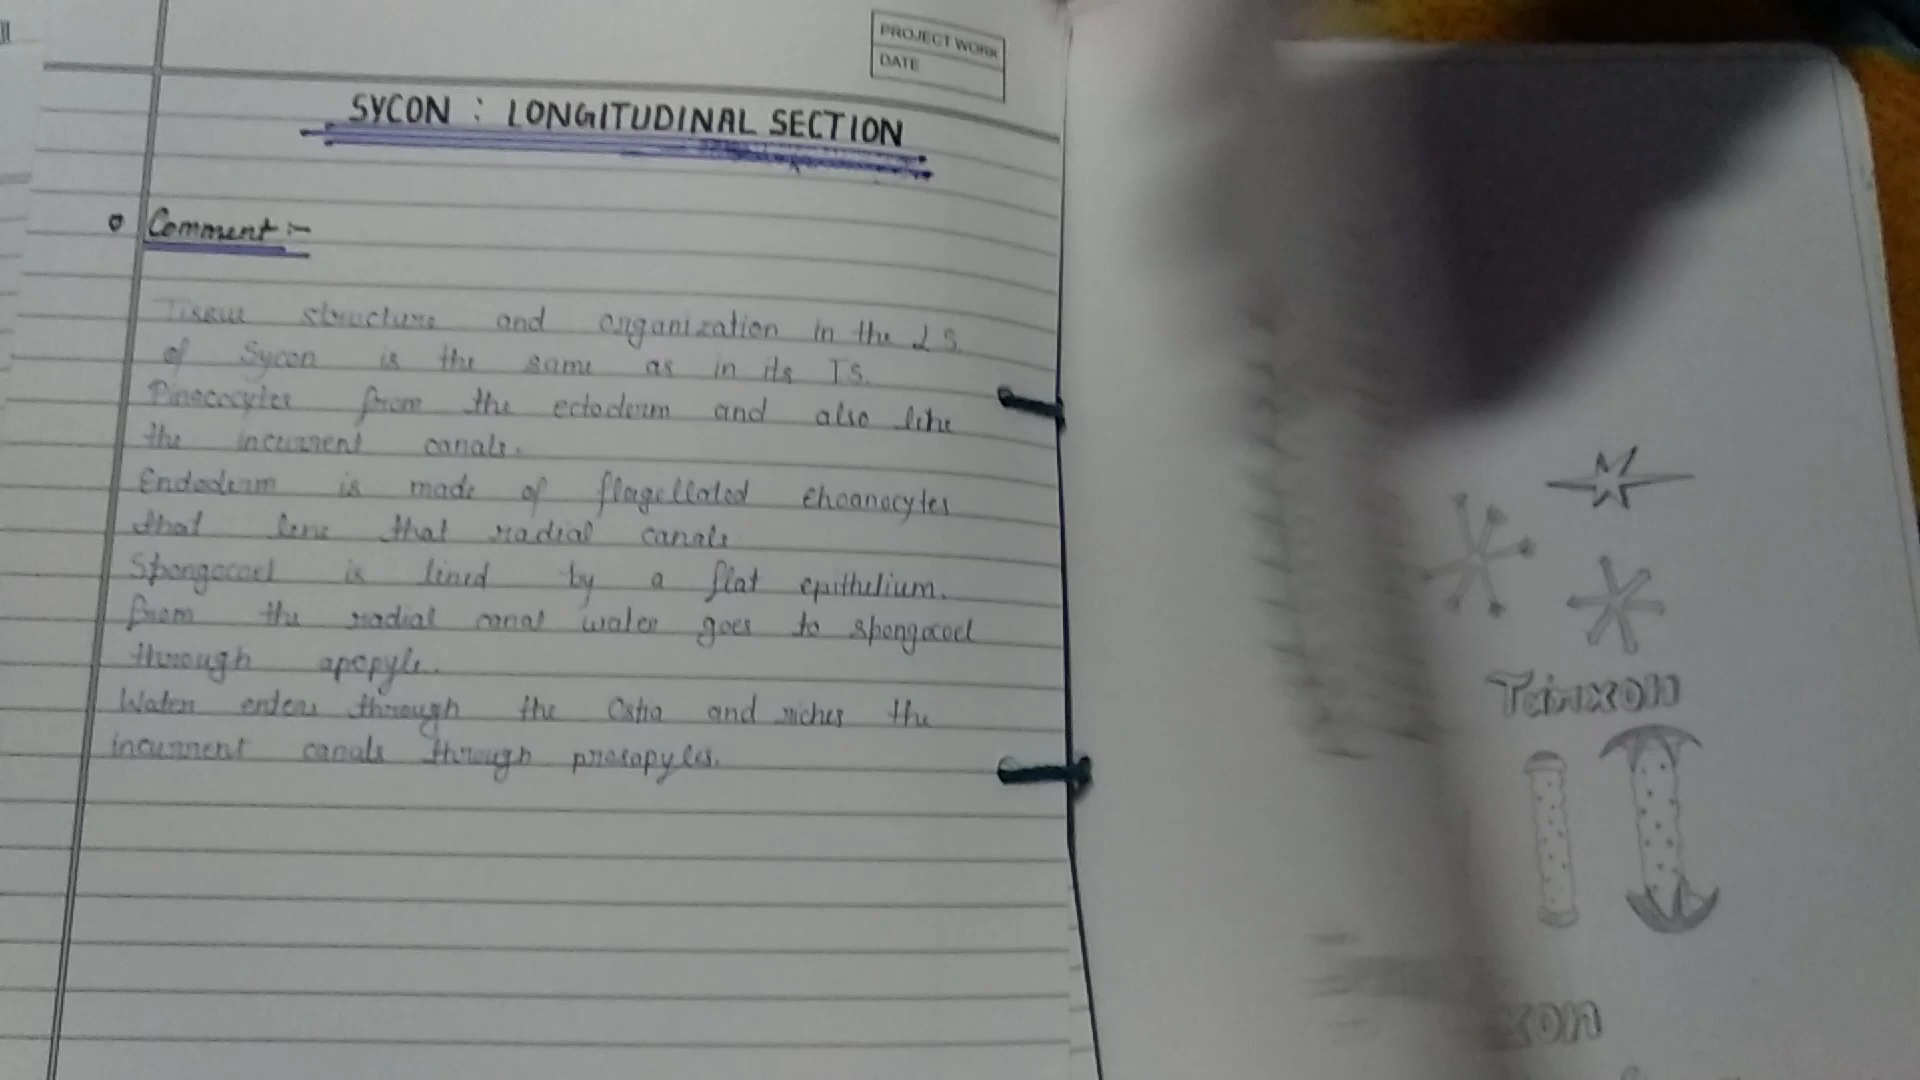 PROJECT WORK
DATE
SYCON : LONGITUDINAL SECTION
Comment :-
Tissue structure and organization in the L S.
of Sycon is the same as in its T.S.
Pinacocytes from the ectoderm and also line
the incurrent canals.
Endoderm is made of flagellated choanocytes
that line that radial canals
Spongocoel is lined by a flat epithelium.
from the radial canal water goes to spongocoel
through apopyle.
Water enters through the Ostia and riches the
incurrent canals through prosopyles.
xon